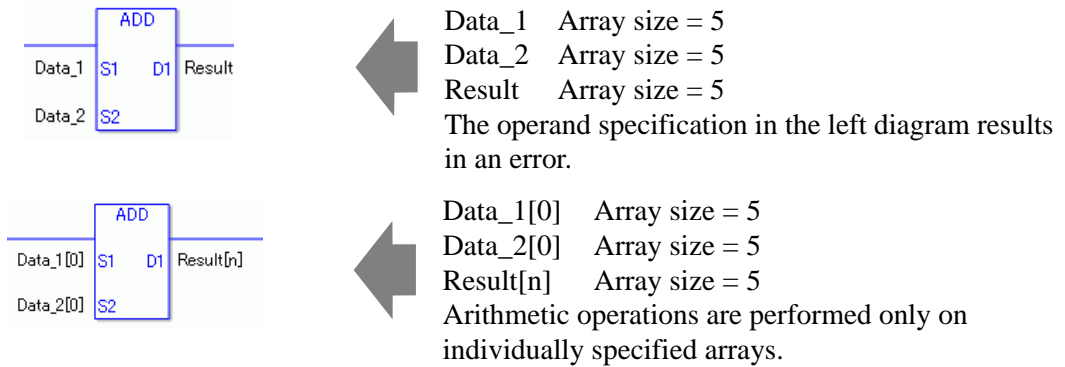 ADD
Data_1 S1 D1 Result
Data_2 S2
Data_1 Array size = 5
Data_2 Array size = 5
Result Array size = 5
The operand specification in the left diagram results
in an error.
ADD
Data_1[0] S1 D1 Result[n]
Data_2[0] S2
Data_1[0] Array size = 5
Data_2[0] Array size = 5
Result[n] Array size = 5
Arithmetic operations are performed only on
individually specified arrays.